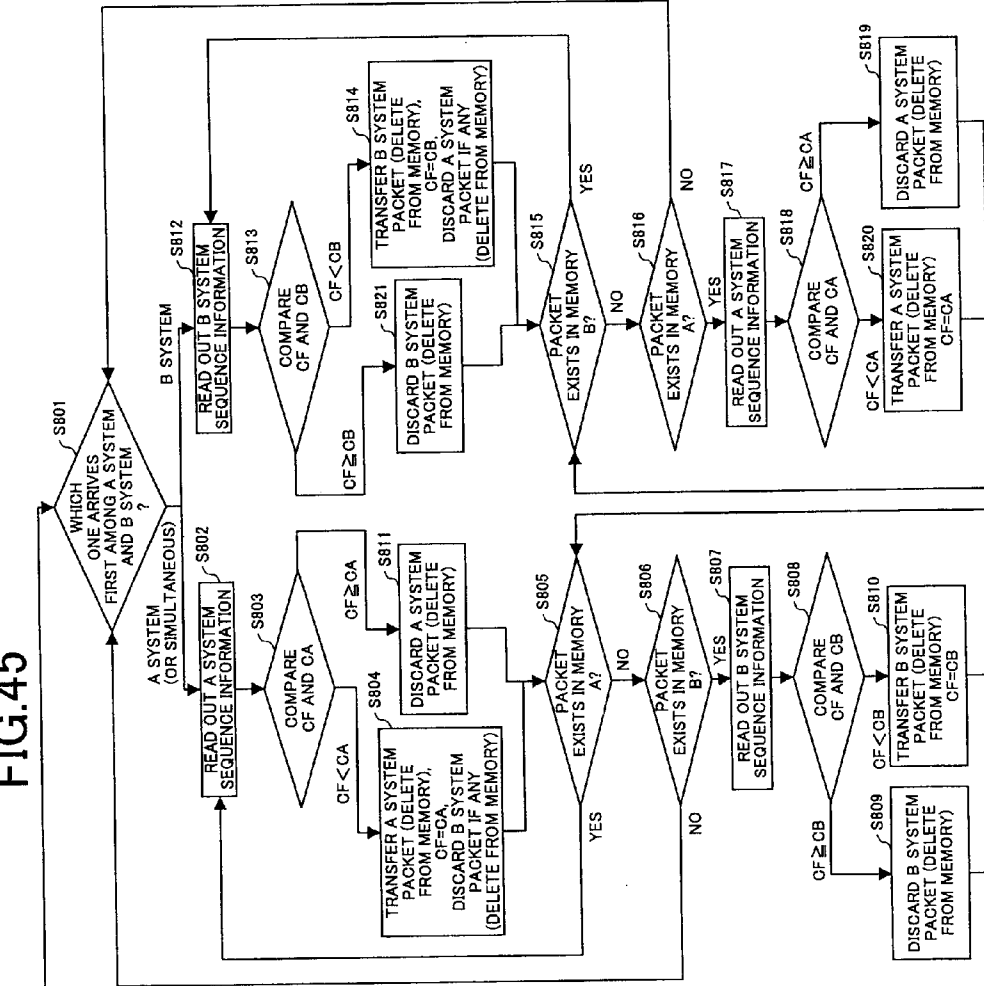 FIG.45
S801
WHICH
ONE ARRIVES
FIRST AMONG A SYSTEM
AND B SYSTEM
?
A SYSTEM
(OR SIMULTANEOUS)
B SYSTEM
S802
READ OUT A SYSTEM
SEQUENCE INFORMATION
S803
COMPARE
CF AND CA
CF<CA
CF≧CA
S804
TRANSFER A SYSTEM
PACKET (DELETE
FROM MEMORY),
CF=CA,
DISCARD B SYSTEM
PACKET IF ANY
(DELETE FROM MEMORY)
S811
DISCARD A SYSTEM
PACKET (DELETE
FROM MEMORY)
S805
PACKET
EXISTS IN MEMORY
A?
YES
NO
S806
PACKET
EXISTS IN MEMORY
B?
NO
YES
S807
READ OUT B SYSTEM
SEQUENCE INFORMATION
S808
COMPARE
CF AND CB
CF≧CB
CF<CB
S809
DISCARD B SYSTEM
PACKET (DELETE
FROM MEMORY)
S810
TRANSFER B SYSTEM
PACKET (DELETE
FROM MEMORY)
CF=CB
S812
READ OUT B SYSTEM
SEQUENCE INFORMATION
S813
COMPARE
CF AND CB
CF≧CB
CF<CB
S821
DISCARD B SYSTEM
PACKET (DELETE
FROM MEMORY)
S814
TRANSFER B SYSTEM
PACKET (DELETE
FROM MEMORY),
CF=CB,
DISCARD A SYSTEM
PACKET IF ANY
(DELETE FROM MEMORY)
S815
PACKET
EXISTS IN MEMORY
B?
YES
NO
S816
PACKET
EXISTS IN MEMORY
A?
NO
YES
S817
READ OUT A SYSTEM
SEQUENCE INFORMATION
S818
COMPARE
CF AND CA
CF<CA
CF≧CA
S820
TRANSFER A SYSTEM
PACKET (DELETE
FROM MEMORY)
CF=CA
S819
DISCARD A SYSTEM
PACKET (DELETE
FROM MEMORY)